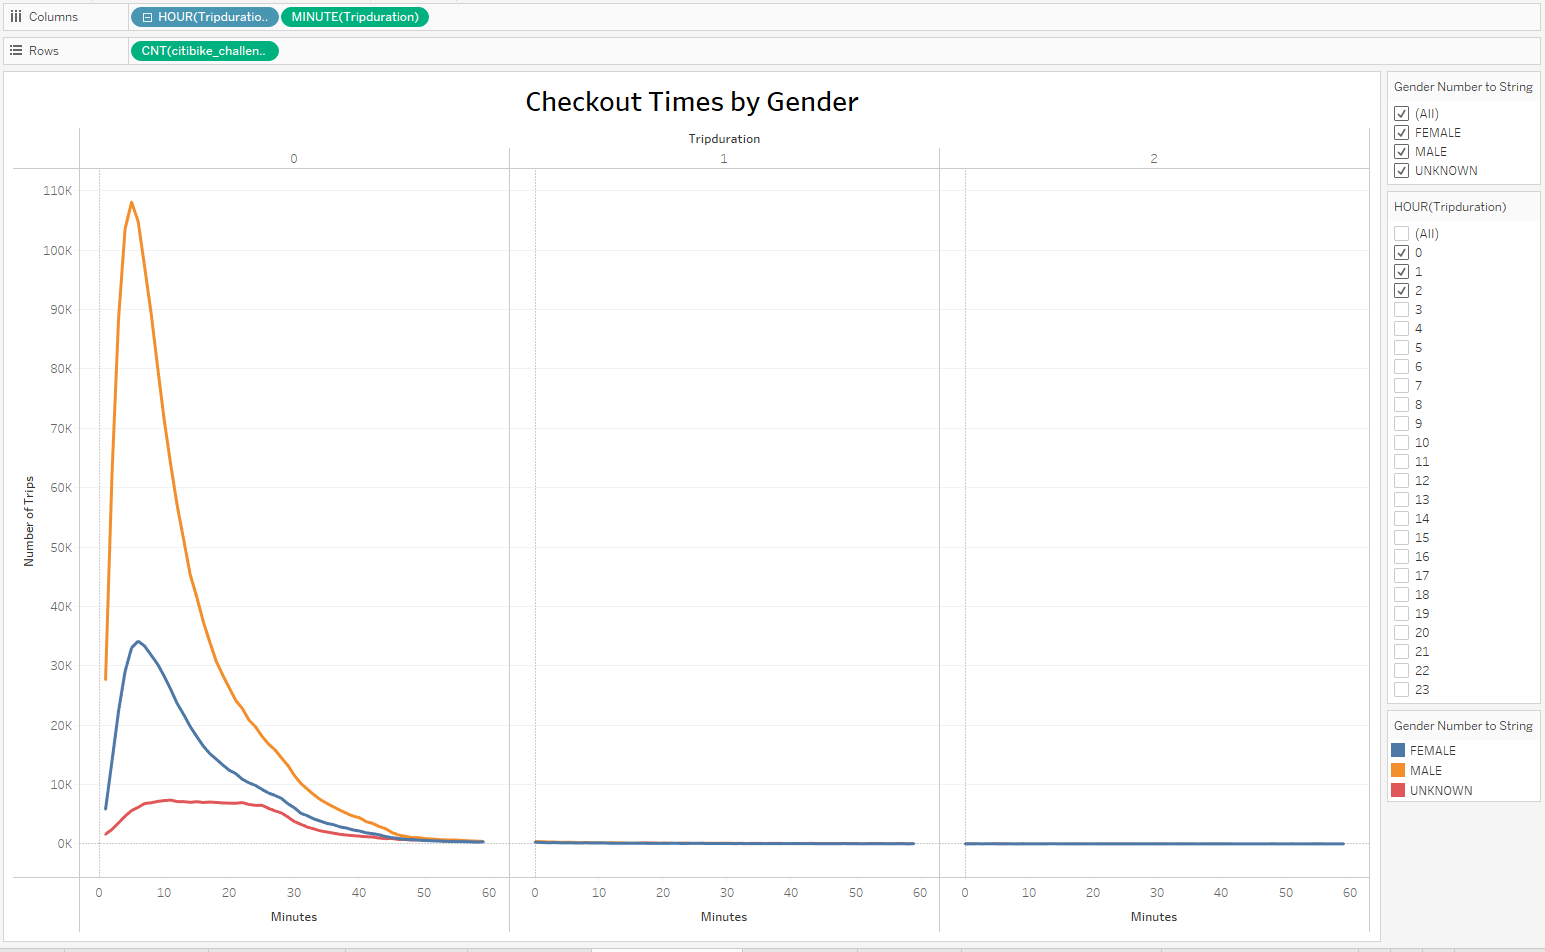 Columns
HOUR(Tripduratio..
MINUTE(Tripduration)
Rows
CNT(citibike_challen..
Checkout Times by Gender
Tripduration
0 1 2
110K
100K
90K
80K
70K
60K
50K
40K
30K
20K
10K
0K
Number of Trips
0 10 20 30 40 50 60
0 10 20 30 40 50 60
0 10 20 30 40 50 60
Minutes
Minutes
Minutes
Gender Number to String
(All)
FEMALE
MALE
UNKNOWN
HOUR(Tripduration)
(All)
0
1
2
3
4
5
6
7
8
9
10
11
12
13
14
15
16
17
18
19
20
21
22
23
Gender Number to String
FEMALE
MALE
UNKNOWN